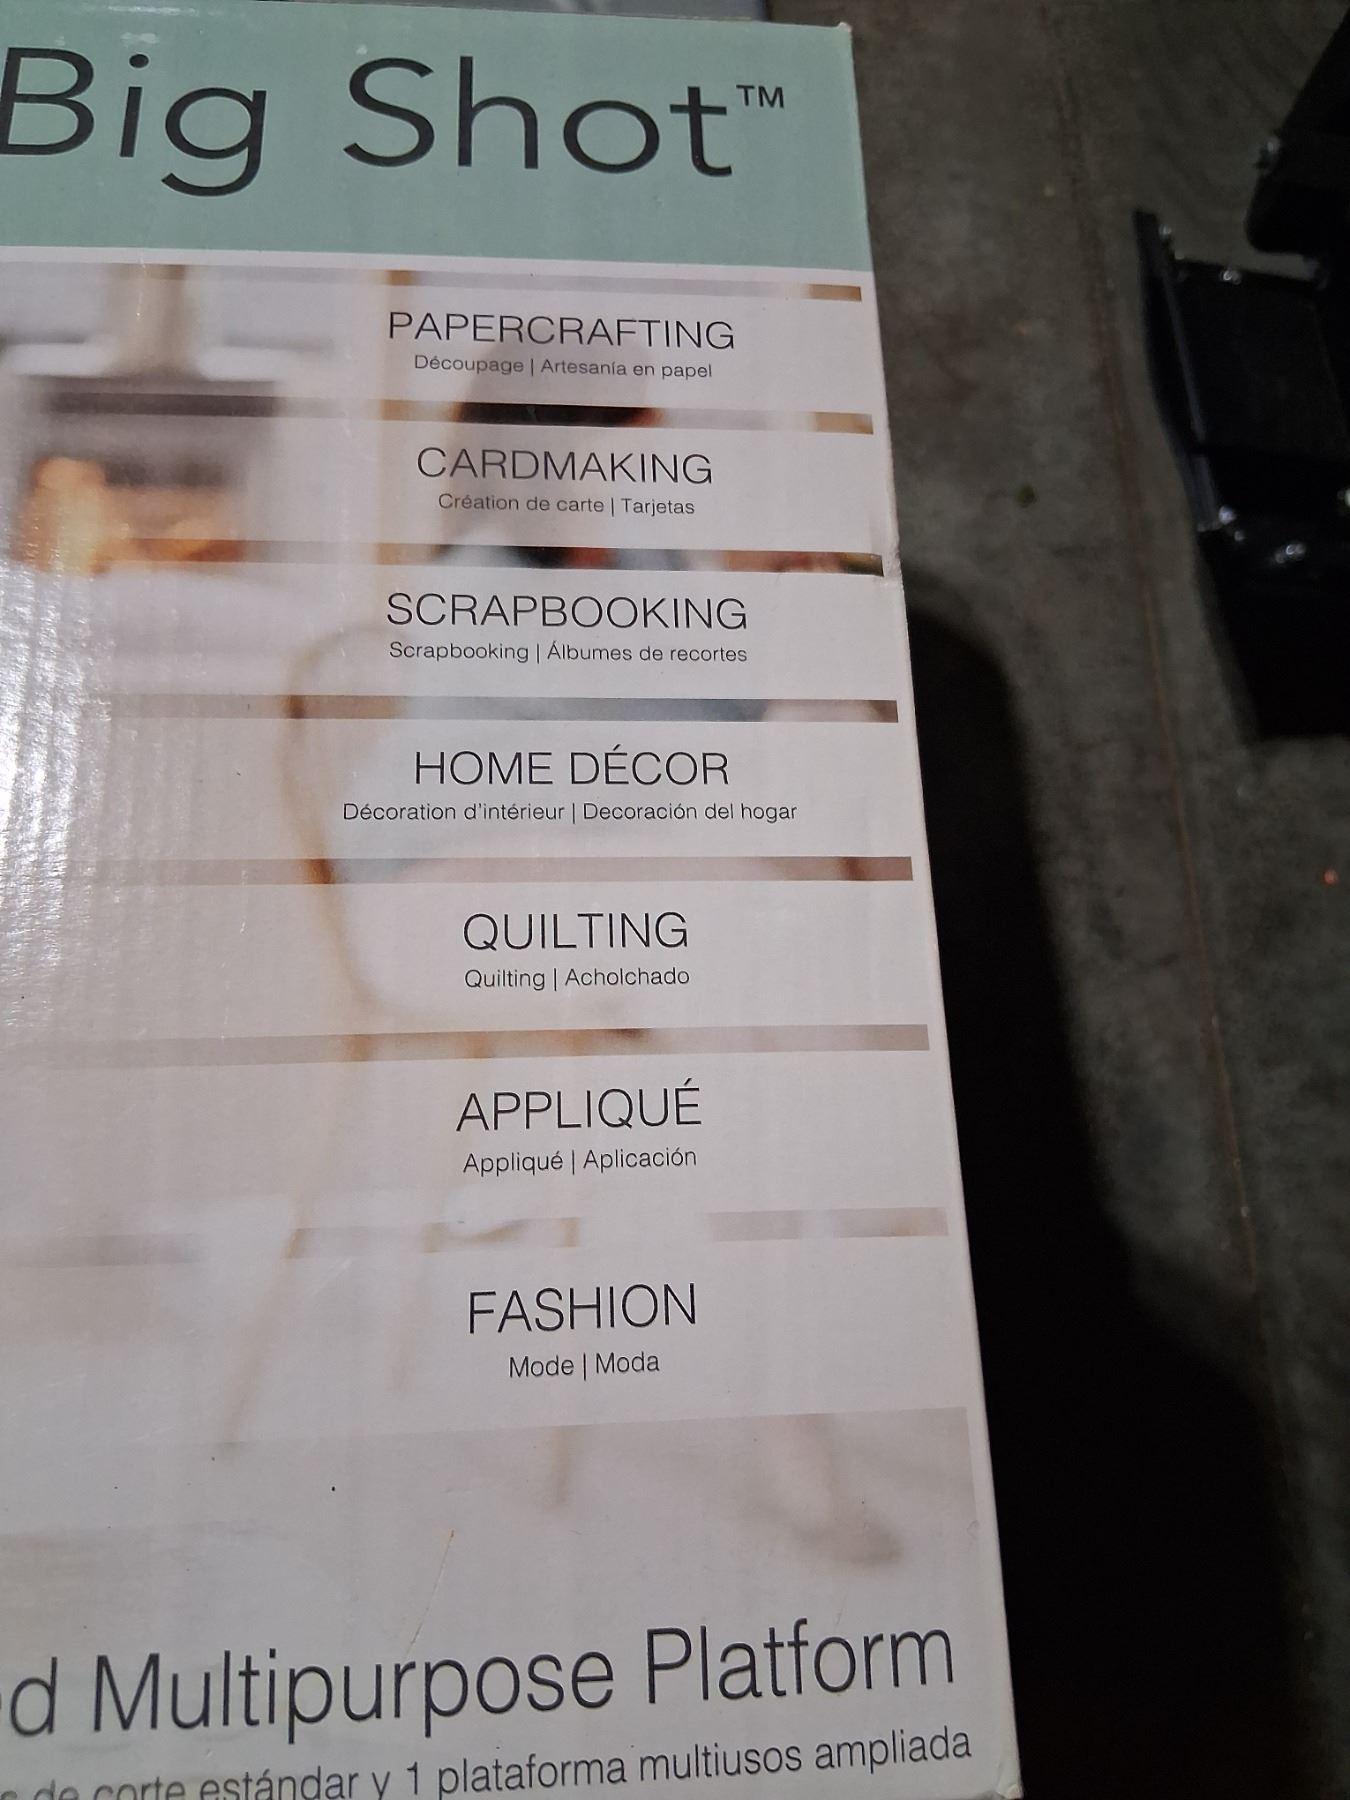 Big Shot™
PAPERCRAFTING
Découpage | Artesanía en papel
CARDMAKING
Création de carte | Tarjetas
SCRAPBOOKING
Scrapbooking | Álbumes de recortes
HOME DÉCOR
Décoration d'intérieur | Decoración del hogar
QUILTING
Quilting | Acholchado
APPLIQUÉ
Appliqué | Aplicación
FASHION
Mode | Moda
d Multipurpose Platform
de corte estándar y 1 plataforma multiusos ampliada